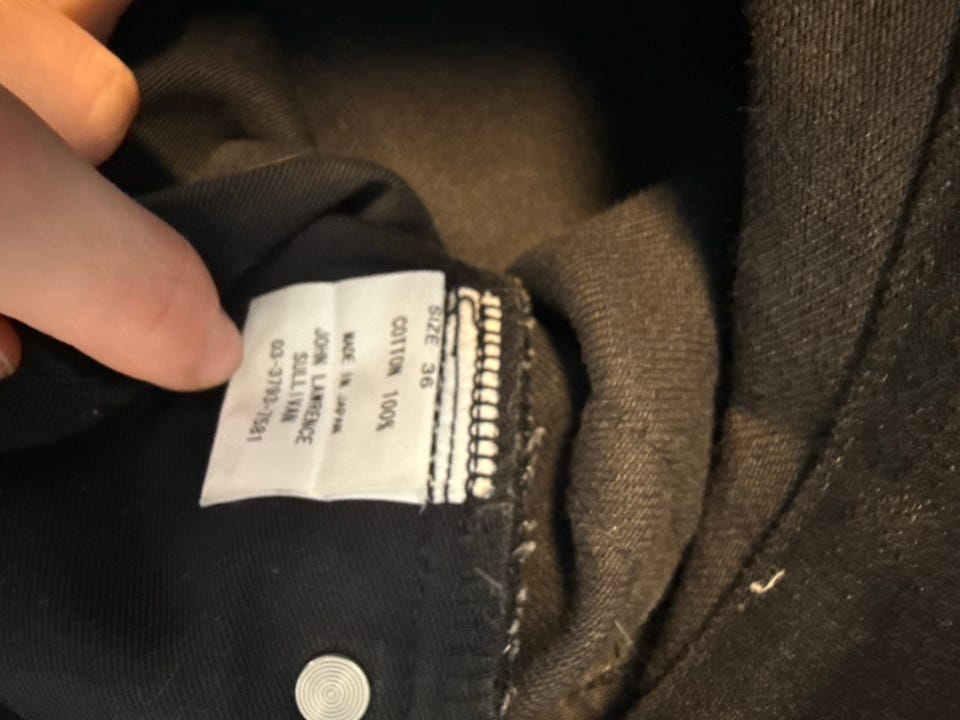 SIZE 36
COTTON 100%
MADE IN JAPAN
JOHN LAWRENCE
SULLIVAN
03-3793-7581